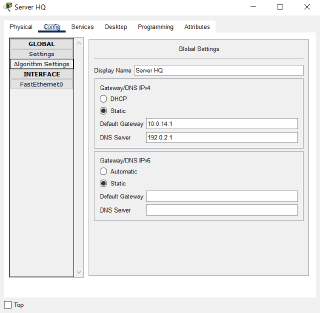 Server HQ
Physical Config Services Desktop Programming Attributes
GLOBAL
Settings
Algorithm Settings
INTERFACE
FastEthernet0
Global Settings
Display Name Server HQ
Gateway/DNS IPv4
DHCP
Static
Default Gateway 10.0.14.1
DNS Server 192.0.2.1
Gateway/DNS IPv6
Automatic
Static
Default Gateway
DNS Server
Top